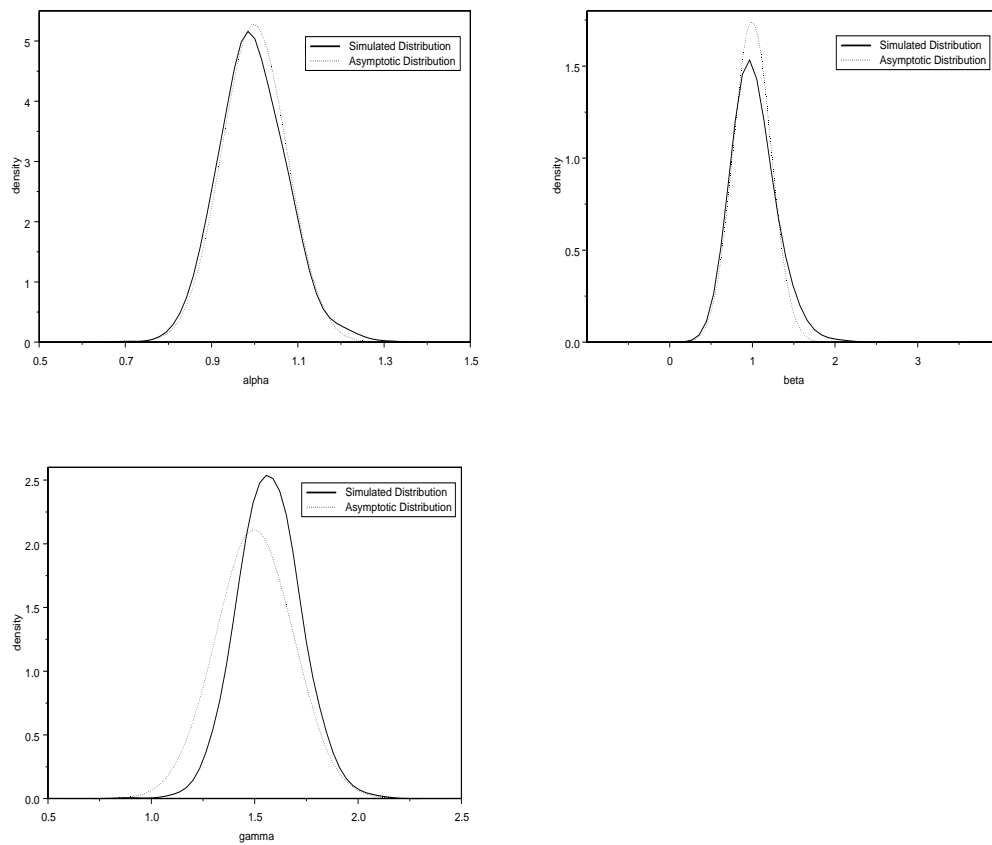 5
4
3
2
1
0
density
Simulated Distribution
Asymptotic Distribution
0.5
0.7
0.9
1.1
1.3
1.5
alpha
1.5
1.0
0.5
0.0
density
Simulated Distribution
Asymptotic Distribution
0
1
2
3
beta
2.5
2.0
1.5
1.0
0.5
0.0
density
Simulated Distribution
Asymptotic Distribution
0.5
1.0
1.5
2.0
2.5
gamma